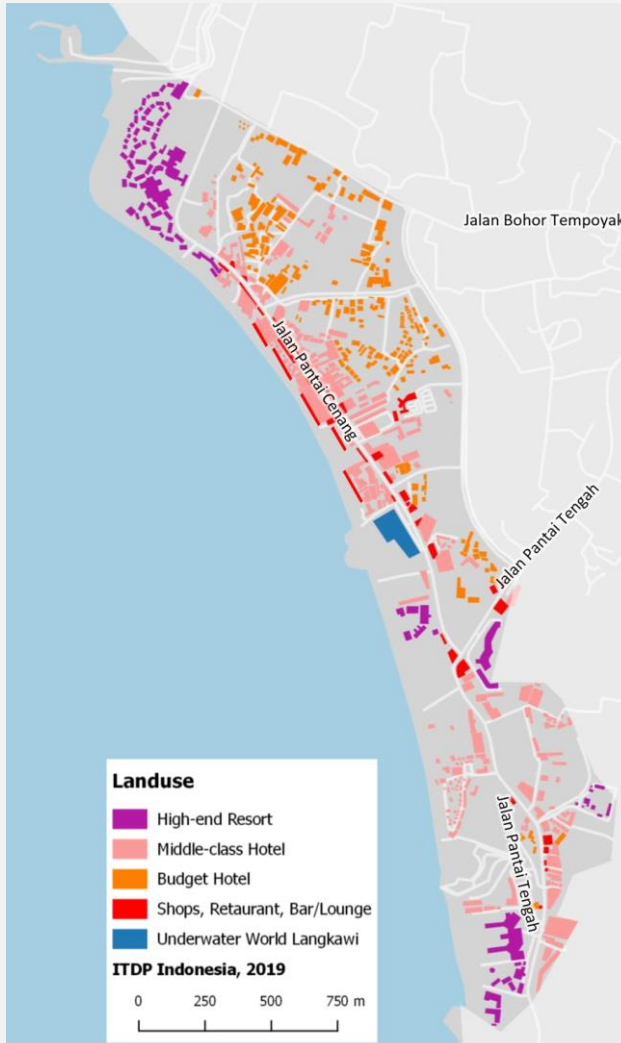 Jalan Bohor Tempoyak
Jalan Pantai Cenang
Jalan Pantai Tengah
Jalan Pantai Tengah
Landuse
High-end Resort
Middle-class Hotel
Budget Hotel
Shops, Retaurant, Bar/Lounge
Underwater World Langkawi
ITDP Indonesia, 2019
0 250 500 750 m